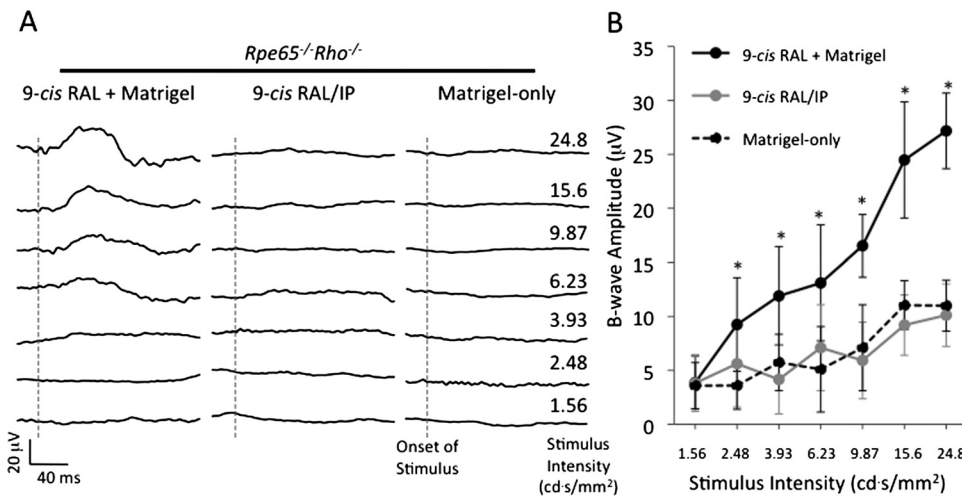 A
Rpe65-/-Rho-/-
9-cis RAL + Matrigel
9-cis RAL/IP
Matrigel-only
24.8
15.6
9.87
6.23
3.93
2.48
1.56
20 μV
40 ms
Onset of
Stimulus
Stimulus
Intensity
(cd·s/mm²)
B
B-wave Amplitude (μV)
35
30
25
20
15
10
5
0
9-cis RAL + Matrigel
9-cis RAL/IP
Matrigel-only
* * * * * *
1.56 2.48 3.93 6.23 9.87 15.6 24.8
Stimulus Intensity (cd·s/mm²)